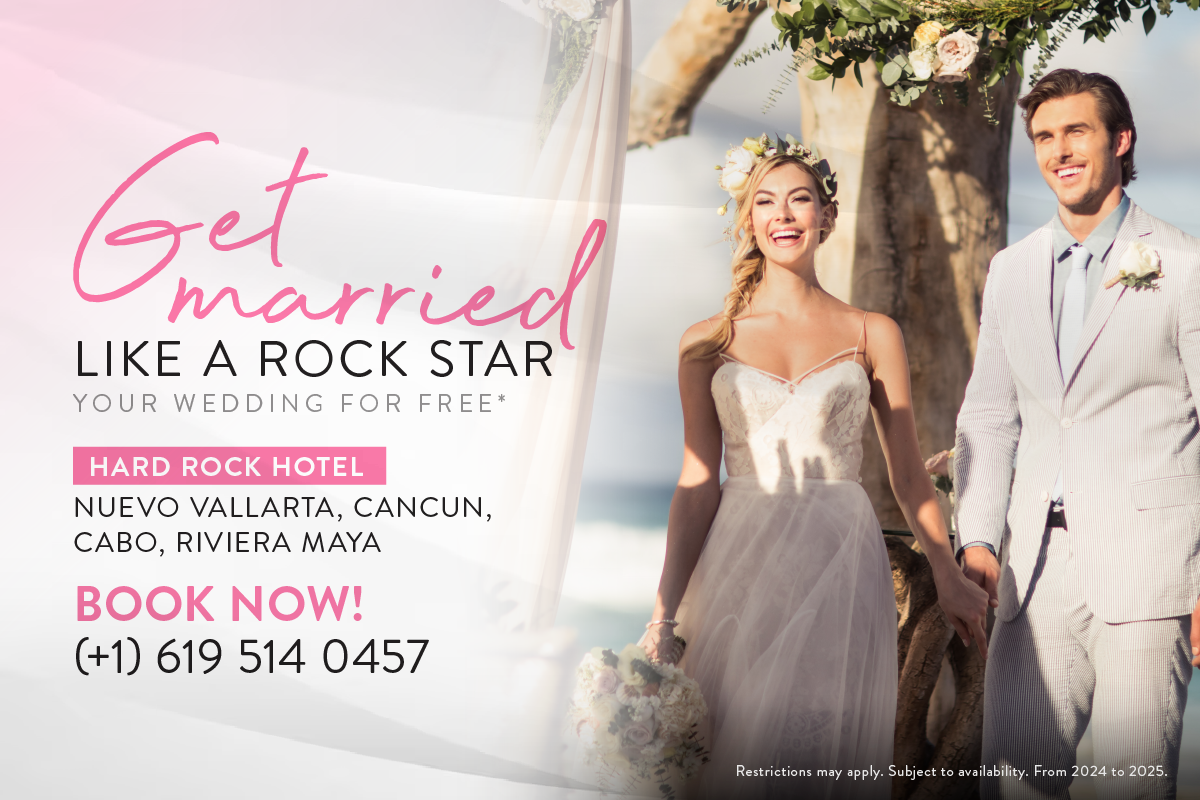 Get
married
LIKE A ROCK STAR
YOUR WEDDING FOR FREE*
HARD ROCK HOTEL
NUEVO VALLARTA, CANCUN,
CABO, RIVIERA MAYA
BOOK NOW!
(+1) 619 514 0457
Restrictions may apply. Subject to availability. From 2024 to 2025.